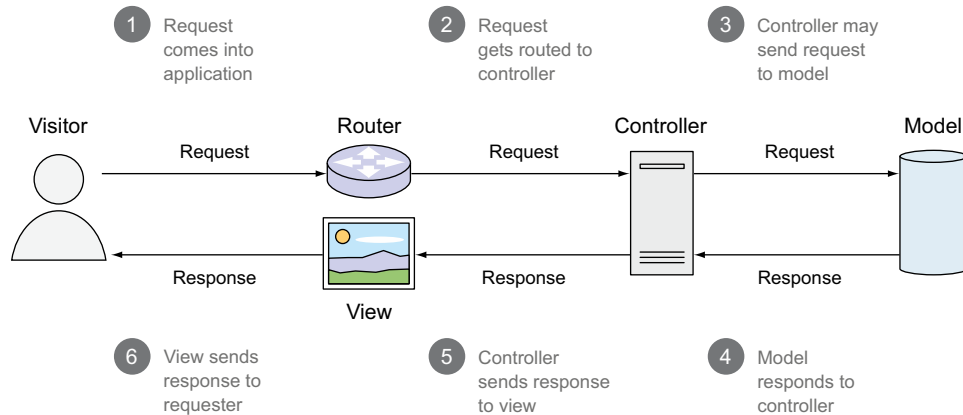 1 Request
comes into
application
2 Request
gets routed to
controller
3 Controller may
send request
to model
Visitor
Router
Controller
Model
Request
Request
Request
Response
Response
Response
View
6 View sends
response to
requester
5 Controller
sends response
to view
4 Model
responds to
controller